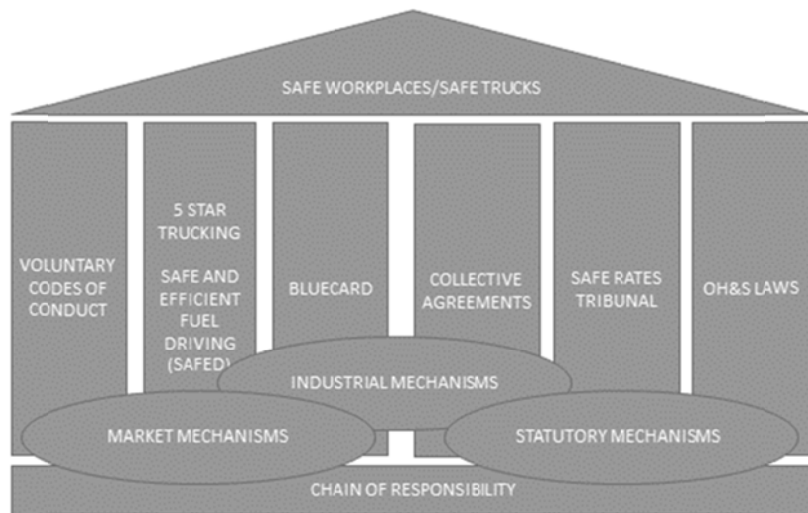 SAFE WORKPLACES/SAFE TRUCKS
VOLUNTARY
CODES OF
CONDUCT
5 STAR
TRUCKING
SAFE AND
EFFICIENT
FUEL
DRIVING
(SAFED)
BLUECARD
COLLECTIVE
AGREEMENTS
SAFE RATES
TRIBUNAL
OH&S LAWS
INDUSTRIAL MECHANISMS
MARKET MECHANISMS
STATUTORY MECHANISMS
CHAIN OF RESPONSIBILITY